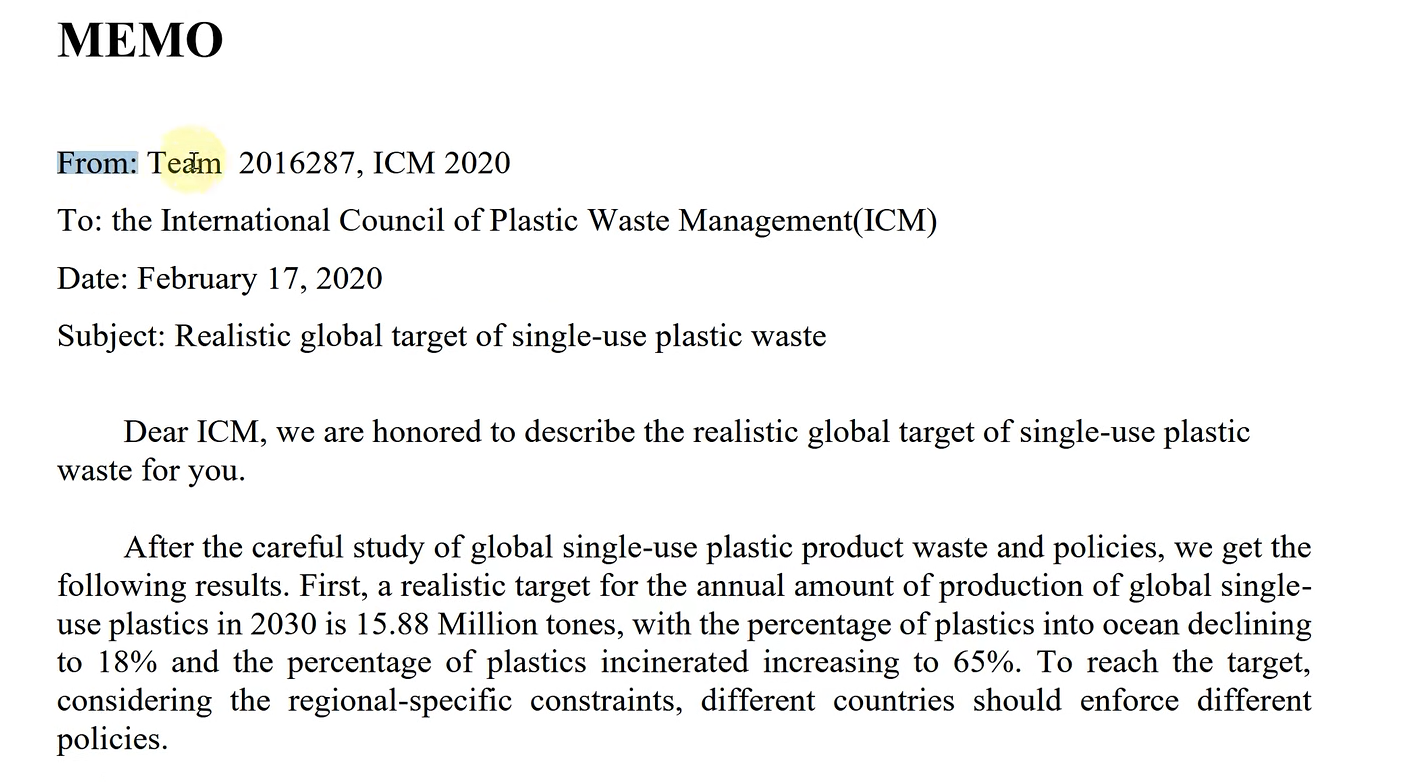 MEMO
From: Team 2016287, ICM 2020
To: the International Council of Plastic Waste Management(ICM)
Date: February 17, 2020
Subject: Realistic global target of single-use plastic waste
Dear ICM, we are honored to describe the realistic global target of single-use plastic
waste for you.
After the careful study of global single-use plastic product waste and policies, we get the
following results. First, a realistic target for the annual amount of production of global single-
use plastics in 2030 is 15.88 Million tones, with the percentage of plastics into ocean declining
to 18% and the percentage of plastics incinerated increasing to 65%. To reach the target,
considering the regional-specific constraints, different countries should enforce different
policies.